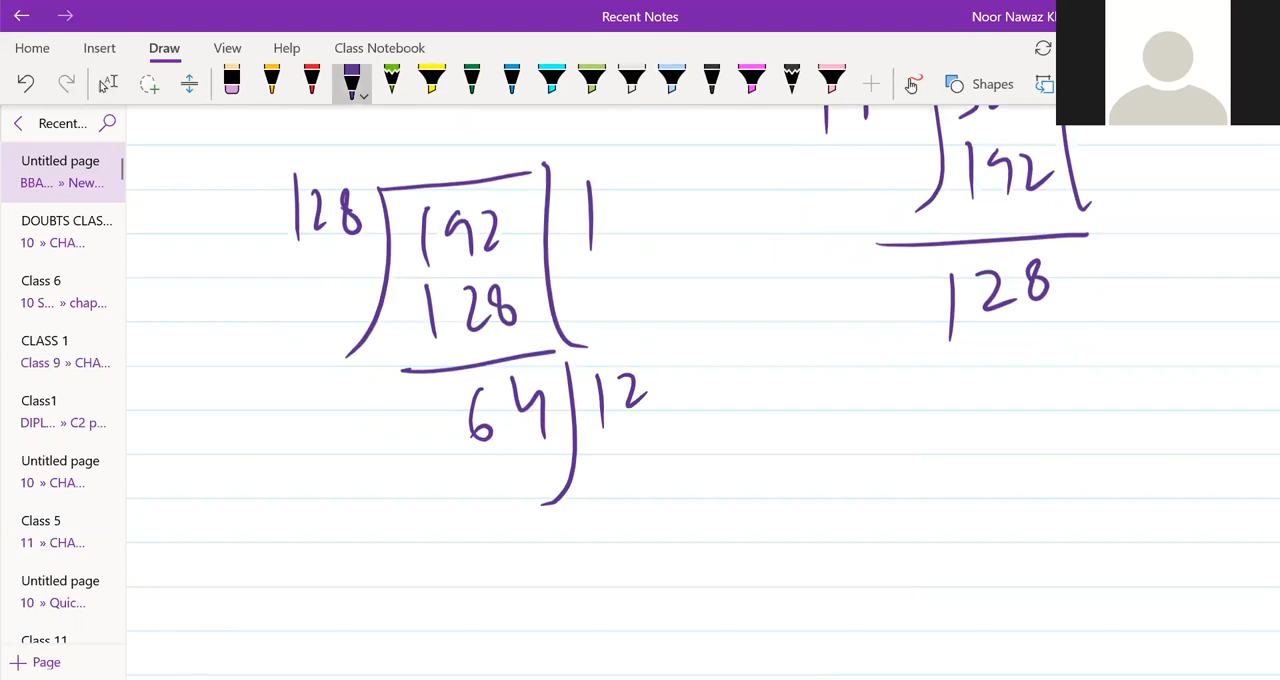 Recent Notes
Noor Nawaz Kh
Home Insert Draw View Help Class Notebook
Shapes
Recent...
Untitled page
BBA... » New...
DOUBTS CLAS...
10 » CHA...
Class 6
10 S... » chap...
CLASS 1
Class 9 » CHA...
Class1
DIPL... » C2 p...
Untitled page
10 » CHA...
Class 5
11 » CHA...
Untitled page
10 » Quic...
Class 11
Page
128 192 1
128
64 12
192
128